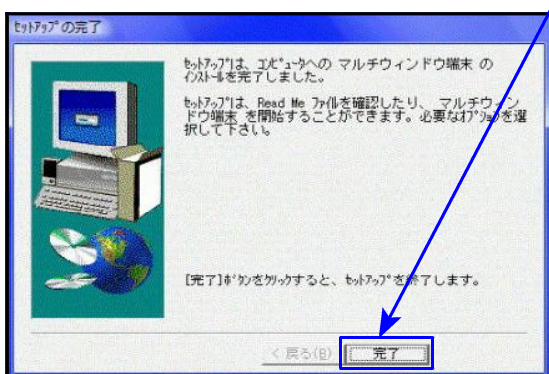 ｾｯﾄｱｯﾌﾟの完了
ｾｯﾄｱｯﾌﾟは、ｺﾝﾋﾟｭｰﾀへの マルチウィンドウ端末 の
ｲﾝｽﾄｰﾙを完了しました。
ｾｯﾄｱｯﾌﾟは、Read Me ﾌｧｲﾙを確認したり、 マルチウィン
ドウ端末 を開始することができます。必要なｵﾌﾟｼｮﾝを選
択して下さい。
[完了]ﾎﾞﾀﾝをｸﾘｯｸすると、ｾｯﾄｱｯﾌﾟを終了します。
< 戻る(B)
完了